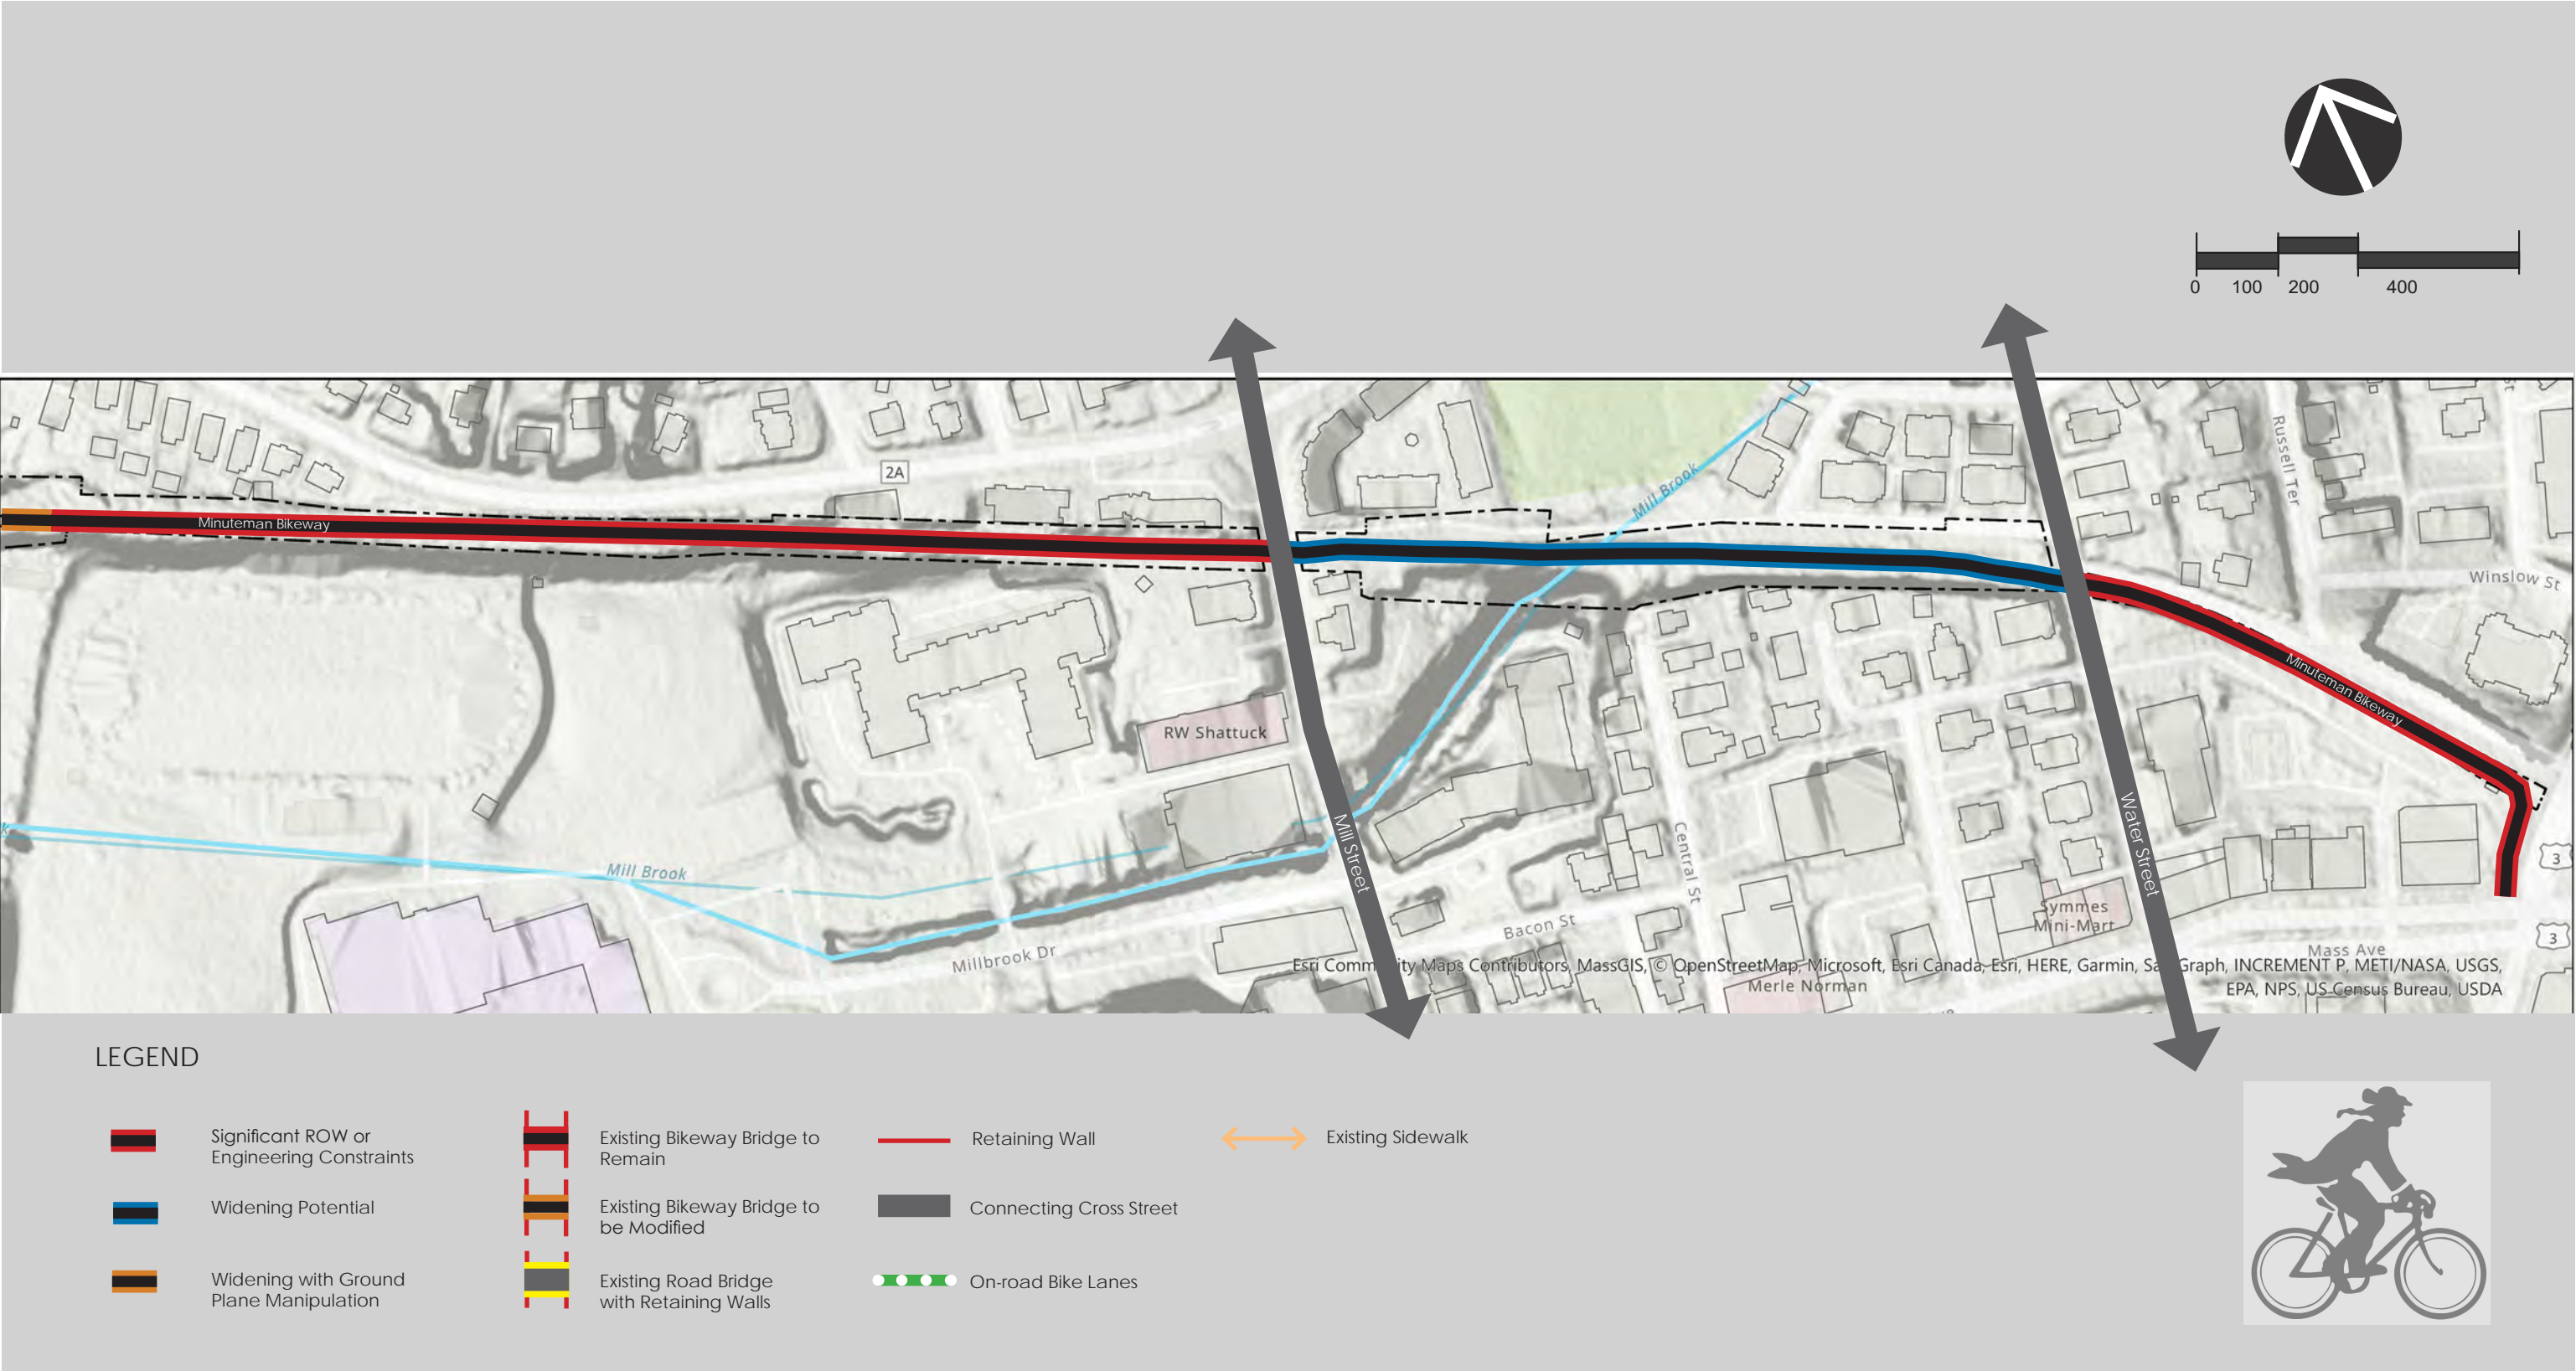 0 100 200 400
2A
Russell Ter
Minuteman Bikeway
Mill Brook
Winslow St
Minuteman Bikeway
RW Shattuck
Mill Street
Water Street
Central St
3
Mill Brook
Symmes
Mini-Mart
Bacon St
3
Millbrook Dr
Mass Ave
Esri Community Maps Contributors, MassGIS, © OpenStreetMap, Microsoft, Esri Canada, Esri, HERE, Garmin, SafeGraph, INCREMENT P, METI/NASA, USGS,
EPA, NPS, US Census Bureau, USDA
Merle Norman
LEGEND
Significant ROW or
Engineering Constraints
Widening Potential
Widening with Ground
Plane Manipulation
Existing Bikeway Bridge to
Remain
Existing Bikeway Bridge to
be Modified
Existing Road Bridge
with Retaining Walls
Retaining Wall
Connecting Cross Street
On-road Bike Lanes
Existing Sidewalk